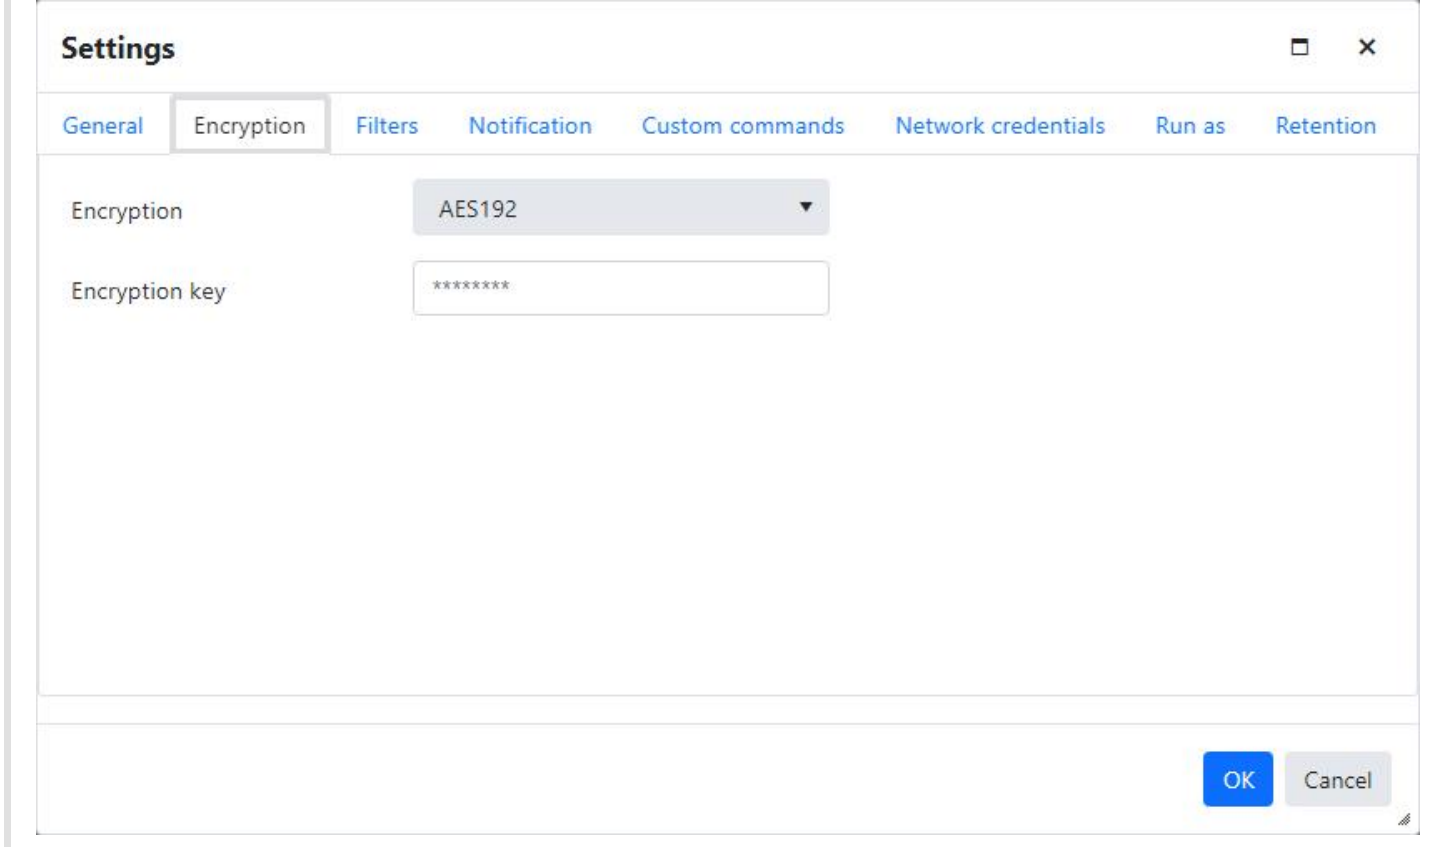 Settings
General Encryption Filters Notification Custom commands Network credentials Run as Retention
Encryption AES192
Encryption key ********
OK Cancel